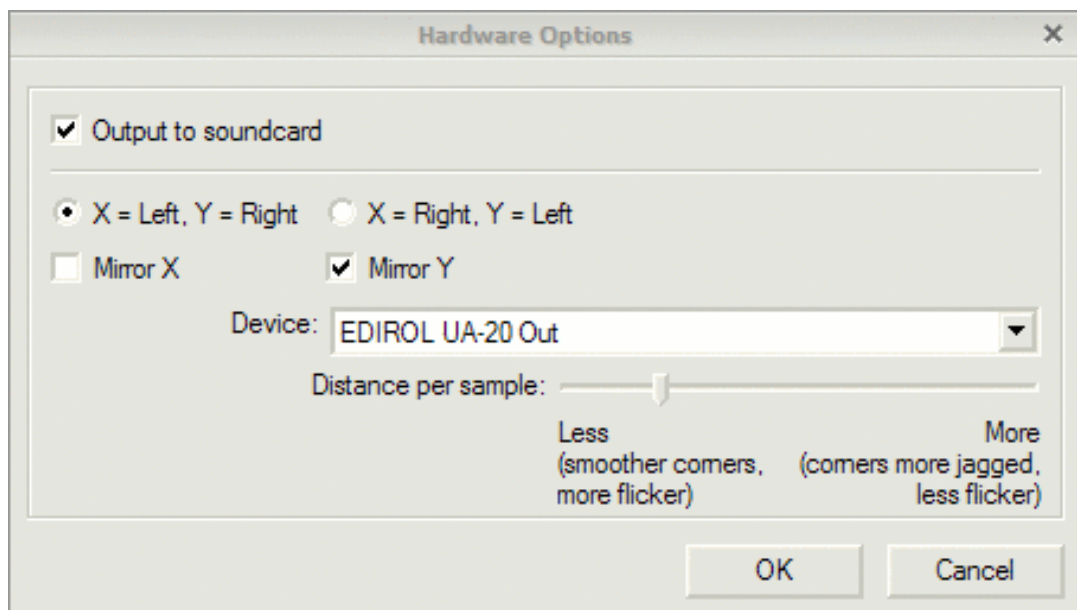 Hardware Options
Output to soundcard
X = Left, Y = Right X = Right, Y = Left
Mirror X Mirror Y
Device: EDIROL UA-20 Out
Distance per sample:
Less More
(smoother corners, (corners more jagged,
more flicker) less flicker)
OK Cancel